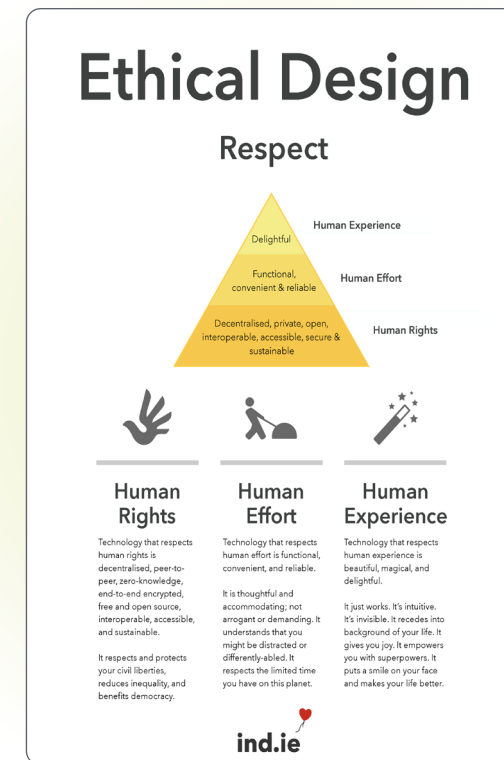 Ethical Design
Respect
Human Experience
Delightful
Functional,
convenient & reliable
Human Effort
Decentralised, private, open,
interoperable, accessible, secure &
sustainable
Human Rights
Human
Rights
Technology that respects
human rights is
decentralised, peer-to-
peer, zero-knowledge,
end-to-end encrypted,
free and open source,
interoperable, accessible,
and sustainable.
It respects and protects
your civil liberties,
reduces inequality, and
benefits democracy.
Human
Effort
Technology that respects
human effort is functional,
convenient, and reliable.
It is thoughtful and
accommodating; not
arrogant or demanding. It
understands that you
might be distracted or
differently-abled. It
respects the limited time
you have on this planet.
Human
Experience
Technology that respects
human experience is
beautiful, magical, and
delightful.
It just works. It's intuitive.
It's invisible. It recedes into
background of your life. It
gives you joy. It empowers
you with superpowers. It
puts a smile on your face
and makes your life better.
ind.ie